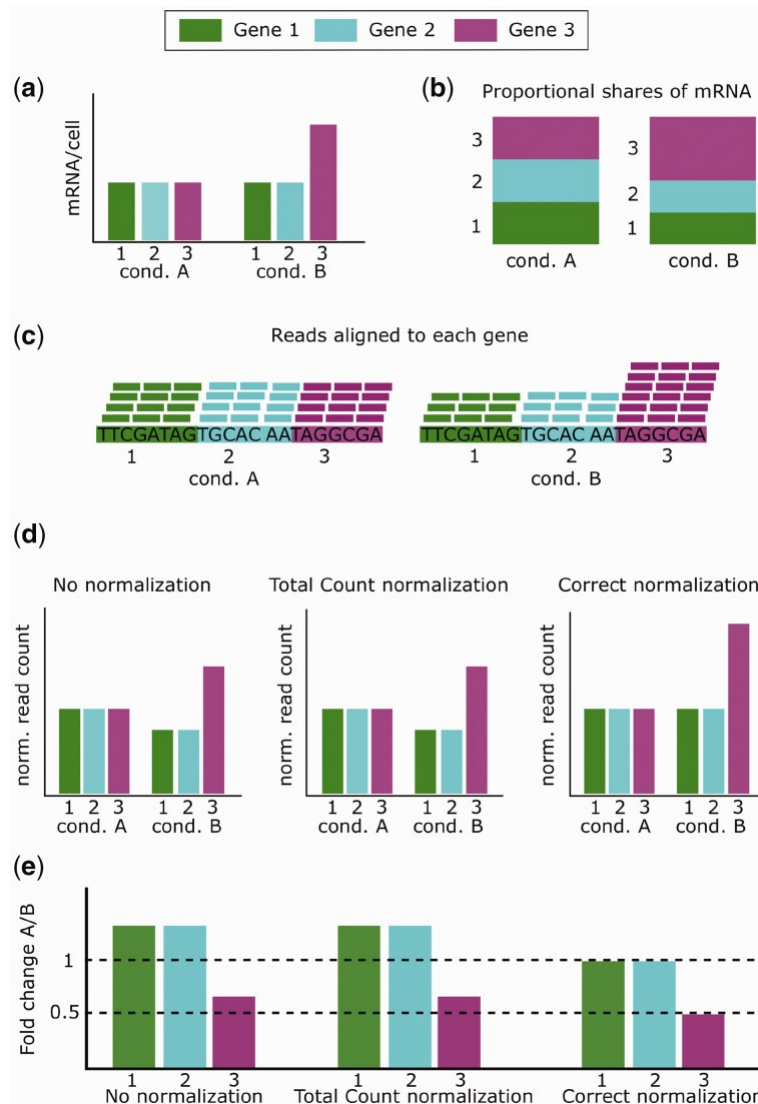 Gene 1 Gene 2 Gene 3
(a)
mRNA/cell
1 2 3 1 2 3
cond. A cond. B
(b)
Proportional shares of mRNA
3
2
1
cond. A
3
2
1
cond. B
(c)
Reads aligned to each gene
TTCGATAGTGCACAATAGGCGA
1 2 3
cond. A
TTCGATAGTGCACAATAGGCGA
1 2 3
cond. B
(d)
No normalization
norm. read count
1 2 3 1 2 3
cond. A cond. B
Total Count normalization
norm. read count
1 2 3 1 2 3
cond. A cond. B
Correct normalization
norm. read count
1 2 3 1 2 3
cond. A cond. B
(e)
Fold change A/B
1
0.5
1 2 3 1 2 3 1 2 3
No normalization Total Count normalization Correct normalization